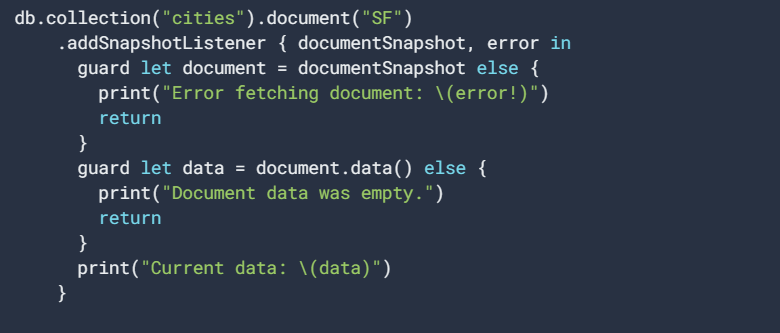 db.collection("cities").document("SF")
    .addSnapshotListener { documentSnapshot, error in
      guard let document = documentSnapshot else {
        print("Error fetching document: \(error!)")
        return
      }
      guard let data = document.data() else {
        print("Document data was empty.")
        return
      }
      print("Current data: \(data)")
    }